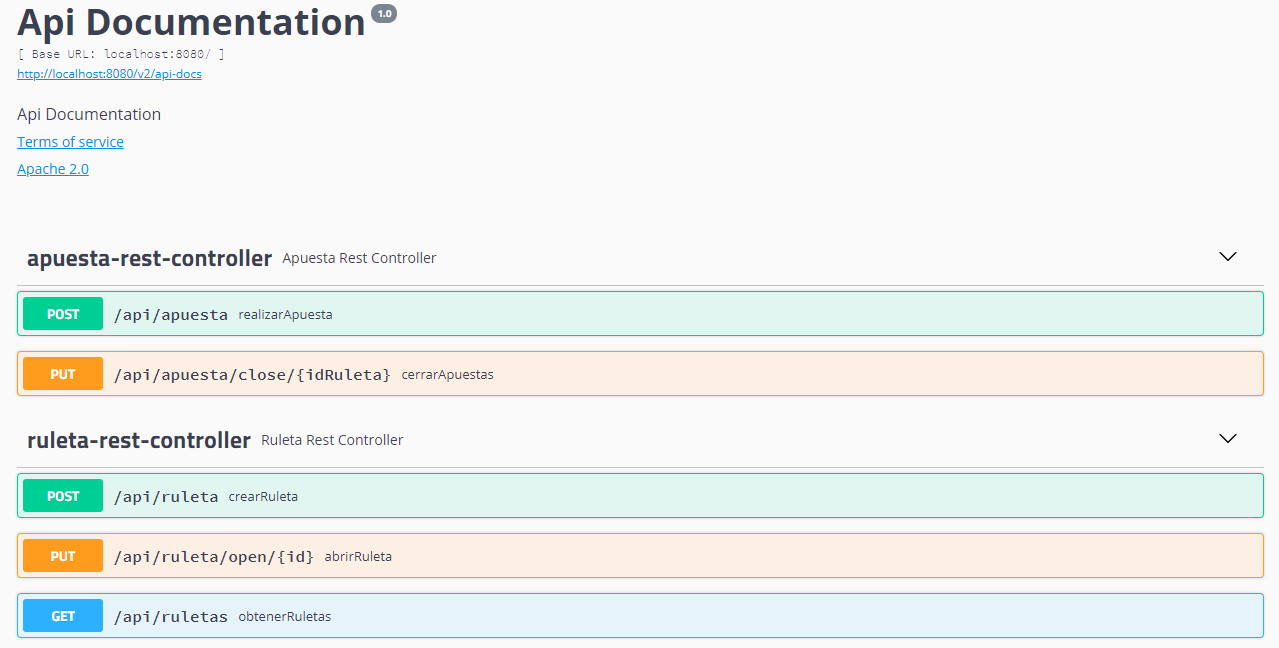 Api Documentation 1.0
[ Base URL: localhost:8080/ ]
http://localhost:8080/v2/api-docs
Api Documentation
Terms of service
Apache 2.0
apuesta-rest-controller Apuesta Rest Controller
POST /api/apuesta realizarApuesta
PUT /api/apuesta/close/{idRuleta} cerrarApuestas
ruleta-rest-controller Ruleta Rest Controller
POST /api/ruleta crearRuleta
PUT /api/ruleta/open/{id} abrirRuleta
GET /api/ruletas obtenerRuletas